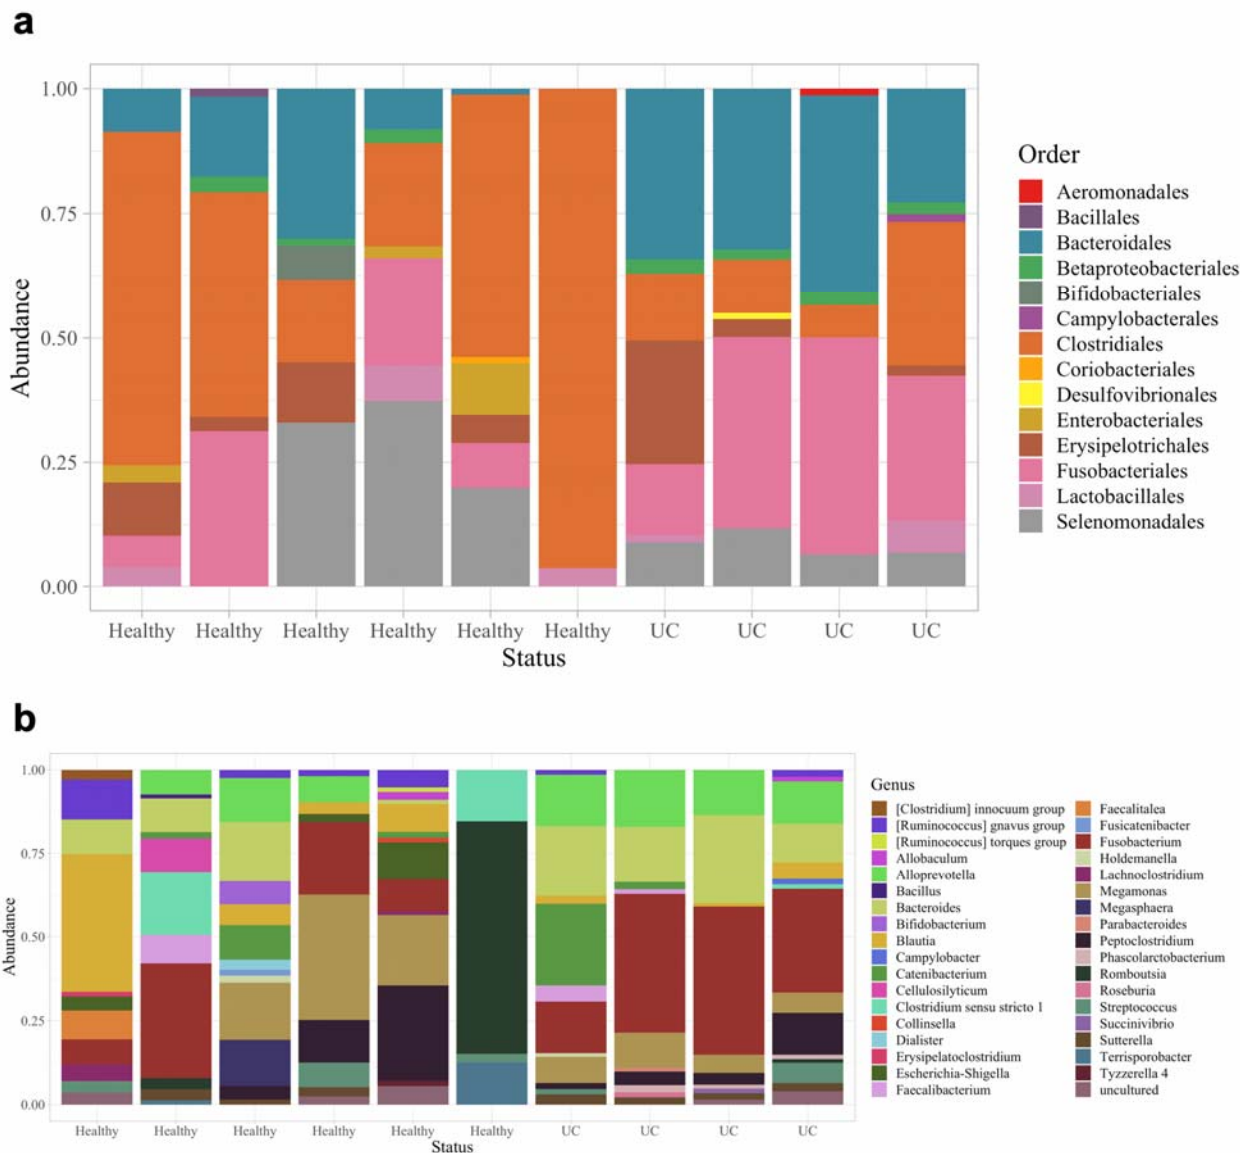 a
1.00
0.75
0.50
0.25
0.00
Abundance
Healthy Healthy Healthy Healthy Healthy Healthy UC UC UC UC
Status
Order
Aeromonadales
Bacillales
Bacteroidales
Betaproteobacteriales
Bifidobacteriales
Campylobacterales
Clostridiales
Coriobacteriales
Desulfovibrionales
Enterobacteriales
Erysipelotrichales
Fusobacteriales
Lactobacillales
Selenomonadales
b
1.00
0.75
0.50
0.25
0.00
Abundance
Healthy Healthy Healthy Healthy Healthy Healthy UC UC UC UC
Status
Genus
[Clostridium] innocuum group
[Ruminococcus] gnavus group
[Ruminococcus] torques group
Allobaculum
Alloprevotella
Bacillus
Bacteroides
Bifidobacterium
Blautia
Campylobacter
Catenibacterium
Cellulosilyticum
Clostridium sensu stricto 1
Collinsella
Dialister
Erysipelatoclostridium
Escherichia-Shigella
Faecalibacterium
Faecalitalea
Fusicatenibacter
Fusobacterium
Holdemanella
Lachnoclostridium
Megamonas
Megasphaera
Parabacteroides
Peptoclostridium
Phascolarctobacterium
Romboutsia
Roseburia
Streptococcus
Succinivibrio
Sutterella
Terrisporobacter
Tyzzerella 4
uncultured